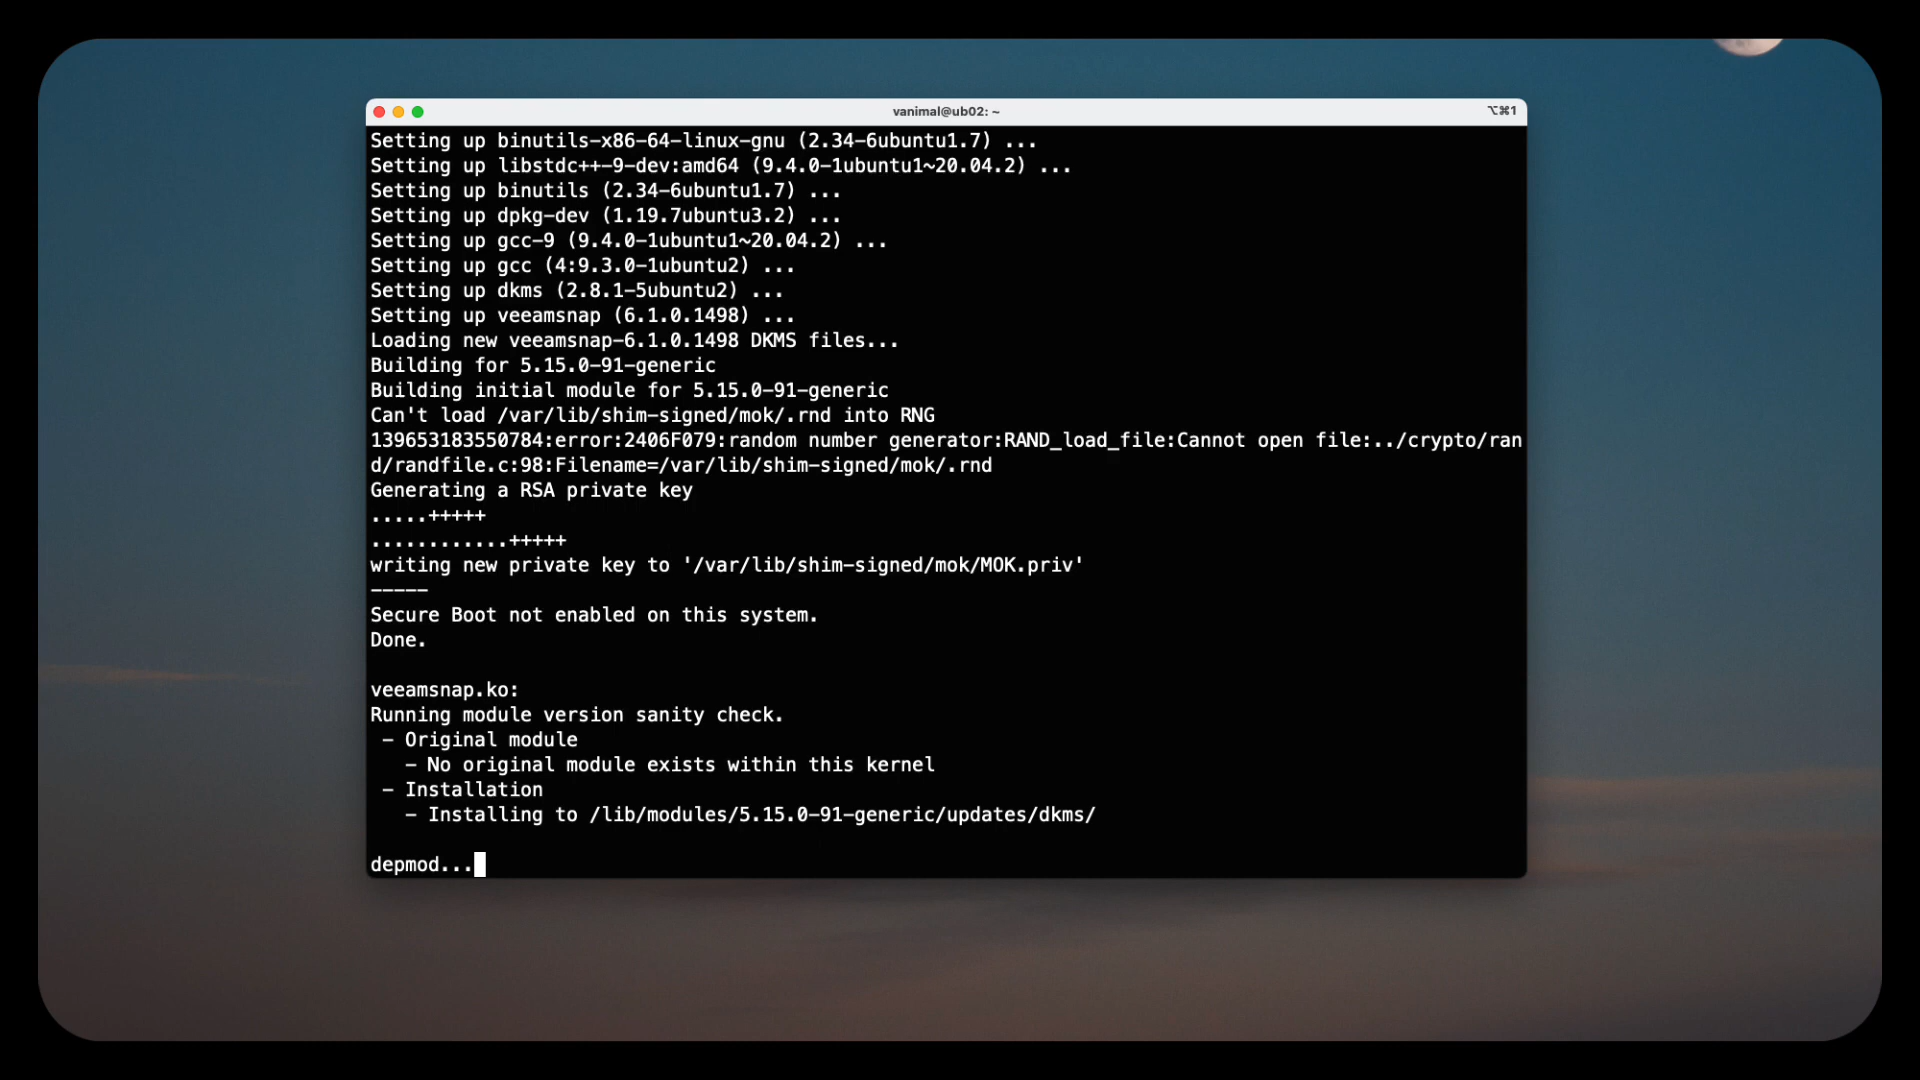 vanimal@ub02: ~
⌥⌘1
Setting up binutils-x86-64-linux-gnu (2.34-6ubuntu1.7) ...
Setting up libstdc++-9-dev:amd64 (9.4.0-1ubuntu1~20.04.2) ...
Setting up binutils (2.34-6ubuntu1.7) ...
Setting up dpkg-dev (1.19.7ubuntu3.2) ...
Setting up gcc-9 (9.4.0-1ubuntu1~20.04.2) ...
Setting up gcc (4:9.3.0-1ubuntu2) ...
Setting up dkms (2.8.1-5ubuntu2) ...
Setting up veeamsnap (6.1.0.1498) ...
Loading new veeamsnap-6.1.0.1498 DKMS files...
Building for 5.15.0-91-generic
Building initial module for 5.15.0-91-generic
Can't load /var/lib/shim-signed/mok/.rnd into RNG
139653183550784:error:2406F079:random number generator:RAND_load_file:Cannot open file:../crypto/ran
d/randfile.c:98:Filename=/var/lib/shim-signed/mok/.rnd
Generating a RSA private key
.....+++++
............+++++
writing new private key to '/var/lib/shim-signed/mok/MOK.priv'
-----
Secure Boot not enabled on this system.
Done.
veeamsnap.ko:
Running module version sanity check.
 - Original module
   - No original module exists within this kernel
 - Installation
   - Installing to /lib/modules/5.15.0-91-generic/updates/dkms/
depmod...